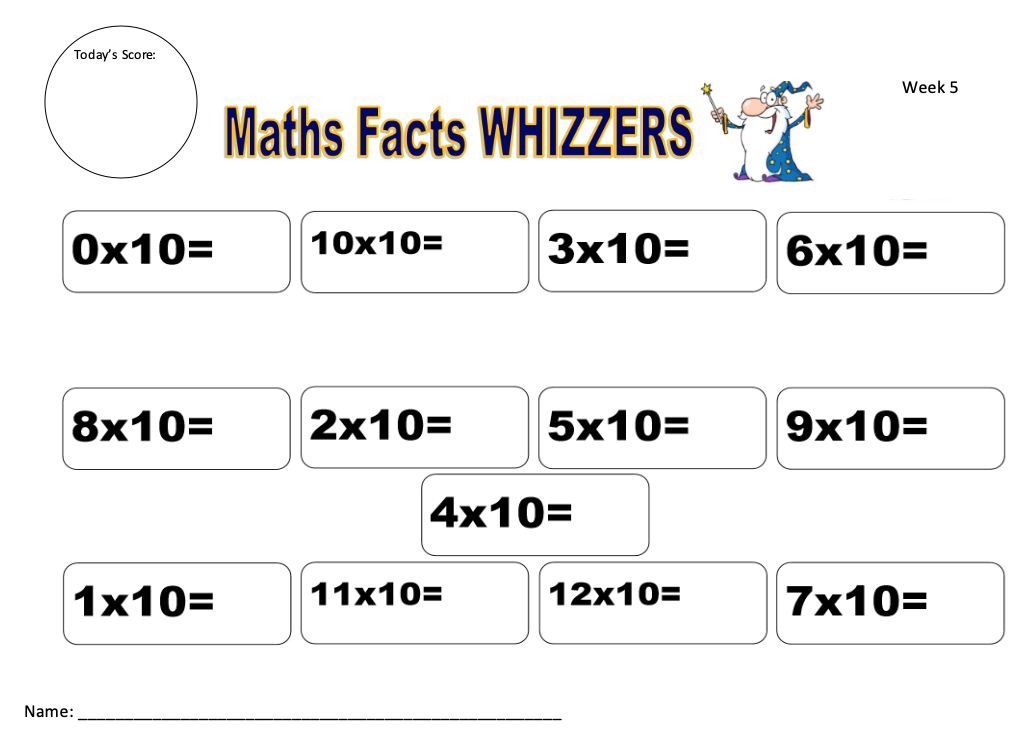 Today's Score:
Week 5
Maths Facts WHIZZERS
0x10=
10x10=
3x10=
6x10=
8x10=
2x10=
5x10=
9x10=
4x10=
1x10=
11x10=
12x10=
7x10=
Name: ___________________________________________________